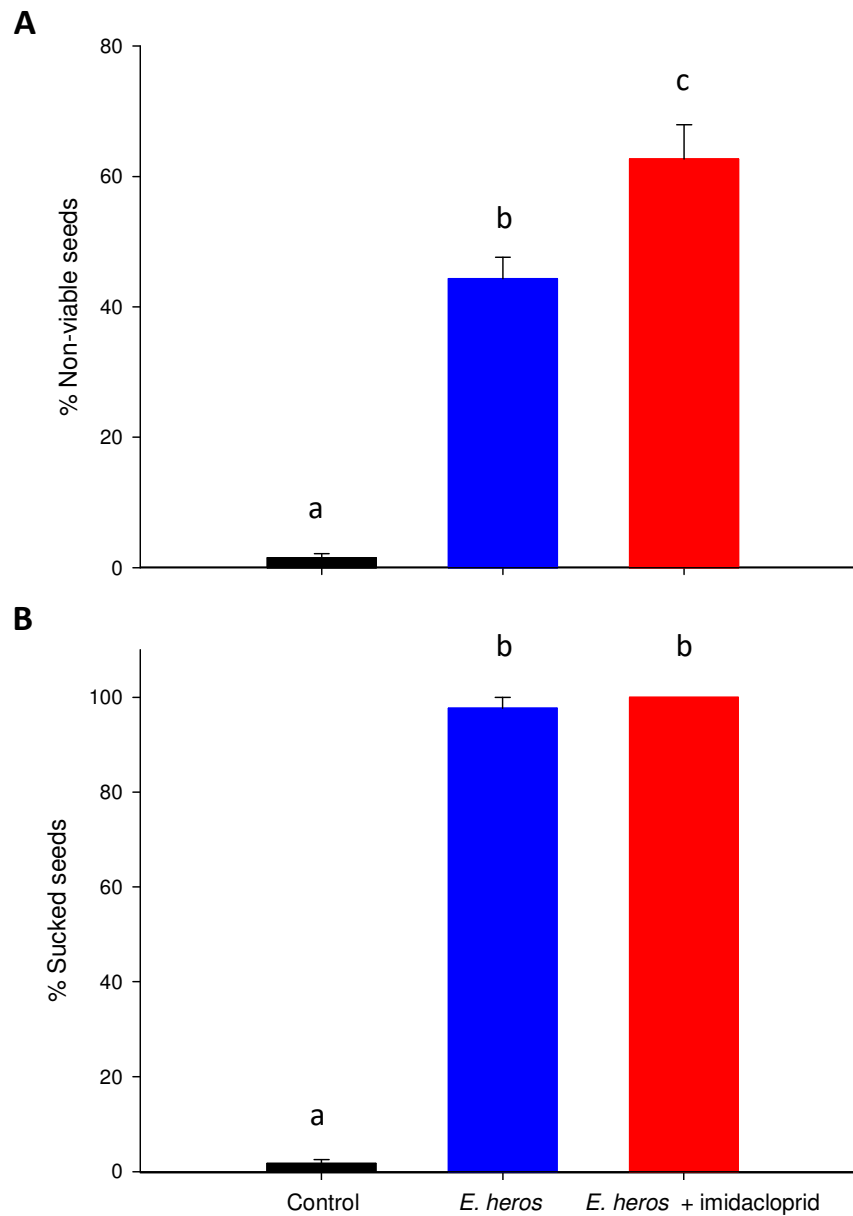 A
80
c
60
b
40
% Non-viable seeds
20
a
0
B
b b
100
80
60
% Sucked seeds
40
20
a
0
Control E. heros E. heros + imidacloprid